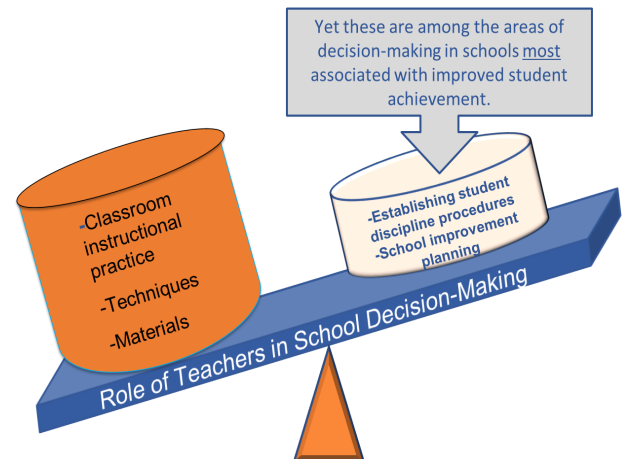 Yet these are among the areas of
decision-making in schools most
associated with improved student
achievement.
-Classroom
instructional
practice
-Techniques
-Materials
-Establishing student
discipline procedures
-School improvement
planning
Role of Teachers in School Decision-Making